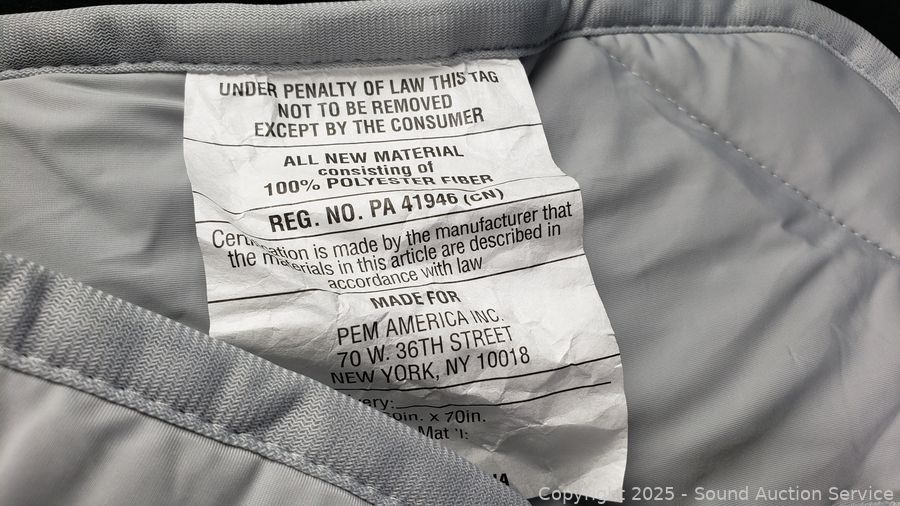 UNDER PENALTY OF LAW THIS TAG
NOT TO BE REMOVED
EXCEPT BY THE CONSUMER
ALL NEW MATERIAL
consisting of
100% POLYESTER FIBER
REG. NO. PA 41946 (CN)
is made by the manufacturer that
the materials in this article are described in
accordance with law
MADE FOR
PEM AMERICA INC.
70 W. 36TH STREET
NEW YORK, NY 10018
in. x 70in.
Copyright 2025 - Sound Auction Service